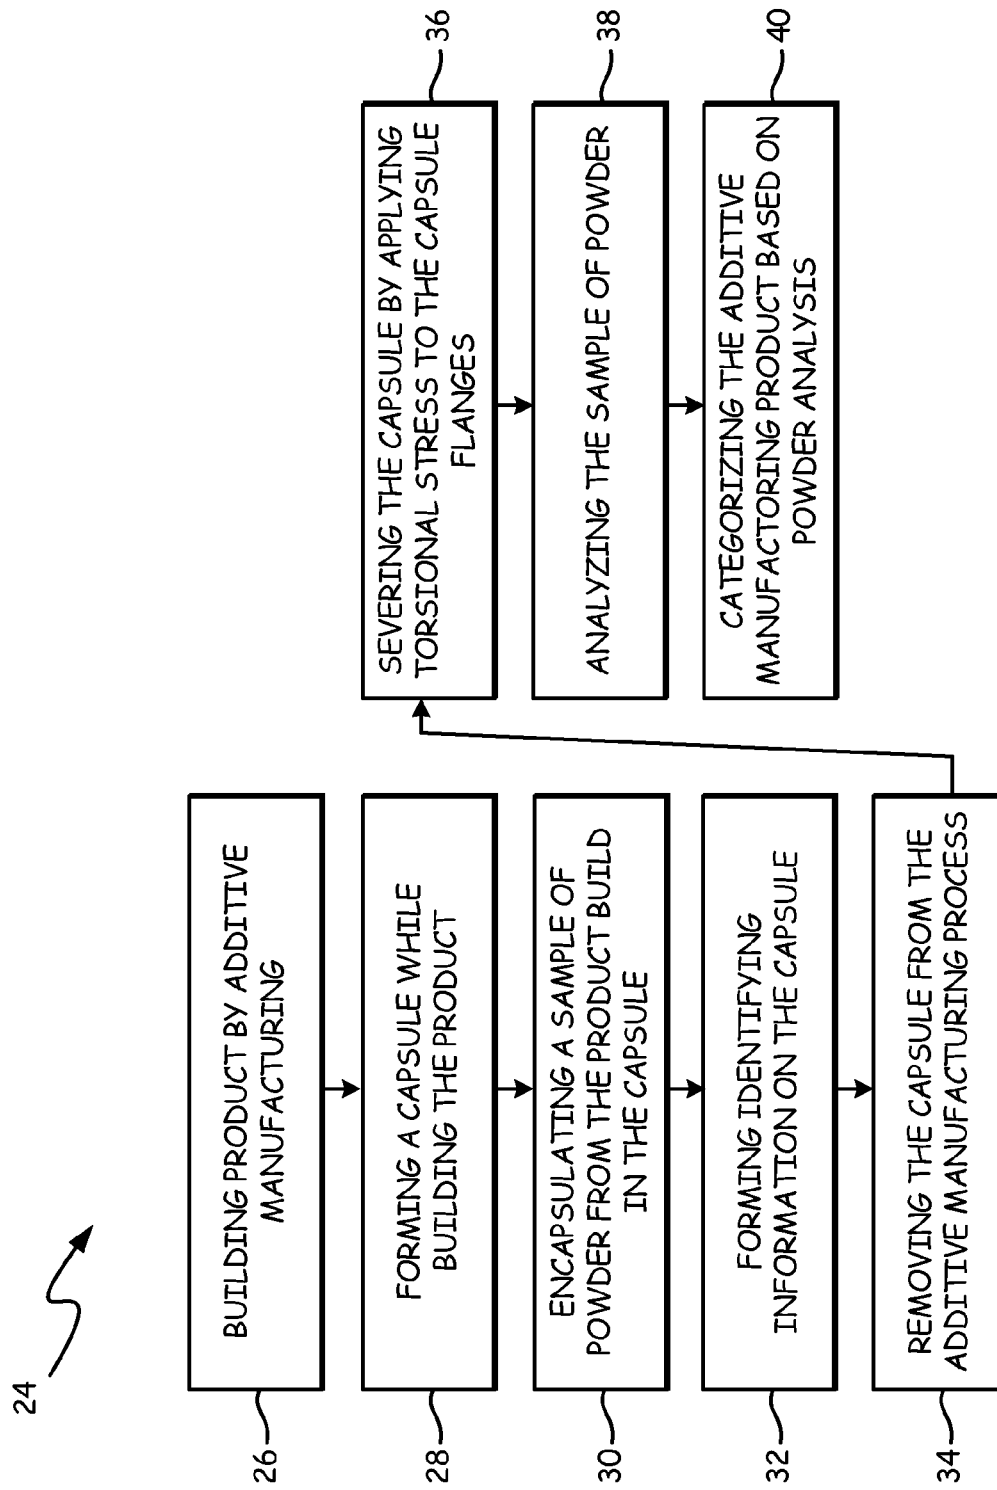 24
26
BUILDING PRODUCT BY ADDITIVE
MANUFACTURING
28
FORMING A CAPSULE WHILE
BUILDING THE PRODUCT
30
ENCAPSULATING A SAMPLE OF
POWDER FROM THE PRODUCT BUILD
IN THE CAPSULE
32
FORMING IDENTIFYING
INFORMATION ON THE CAPSULE
34
REMOVING THE CAPSULE FROM THE
ADDITIVE MANUFACTURING PROCESS
36
SEVERING THE CAPSULE BY APPLYING
TORSIONAL STRESS TO THE CAPSULE
FLANGES
38
ANALYZING THE SAMPLE OF POWDER
40
CATEGORIZING THE ADDITIVE
MANUFACTORING PRODUCT BASED ON
POWDER ANALYSIS